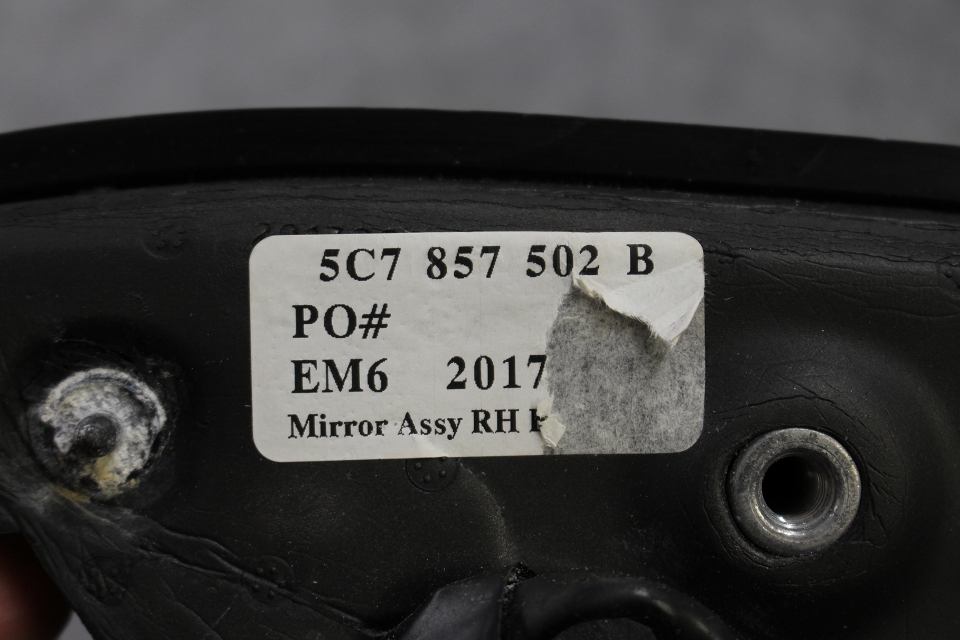 5C7 857 502 B
PO#
EM6 2017
Mirror Assy RH